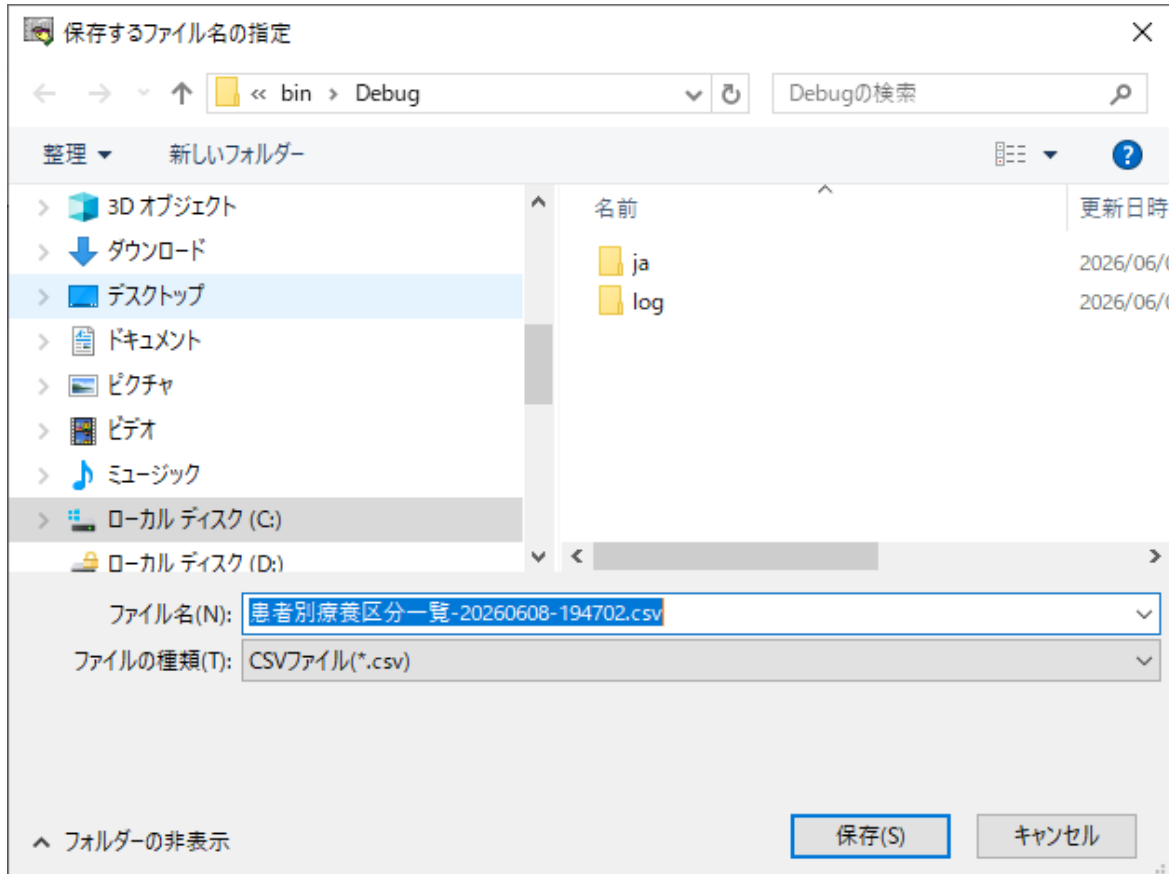 保存するファイル名の指定
« bin › Debug
Debugの検索
整理 新しいフォルダー
3D オブジェクト
ダウンロード
デスクトップ
ドキュメント
ピクチャ
ビデオ
ミュージック
ローカル ディスク (C:)
ローカル ディスク (D:)
名前 更新日時
ja 2026/06/
log 2026/06/
ファイル名(N): 患者別療養区分一覧-20260608-194702.csv
ファイルの種類(T): CSVファイル(*.csv)
フォルダーの非表示
保存(S) キャンセル